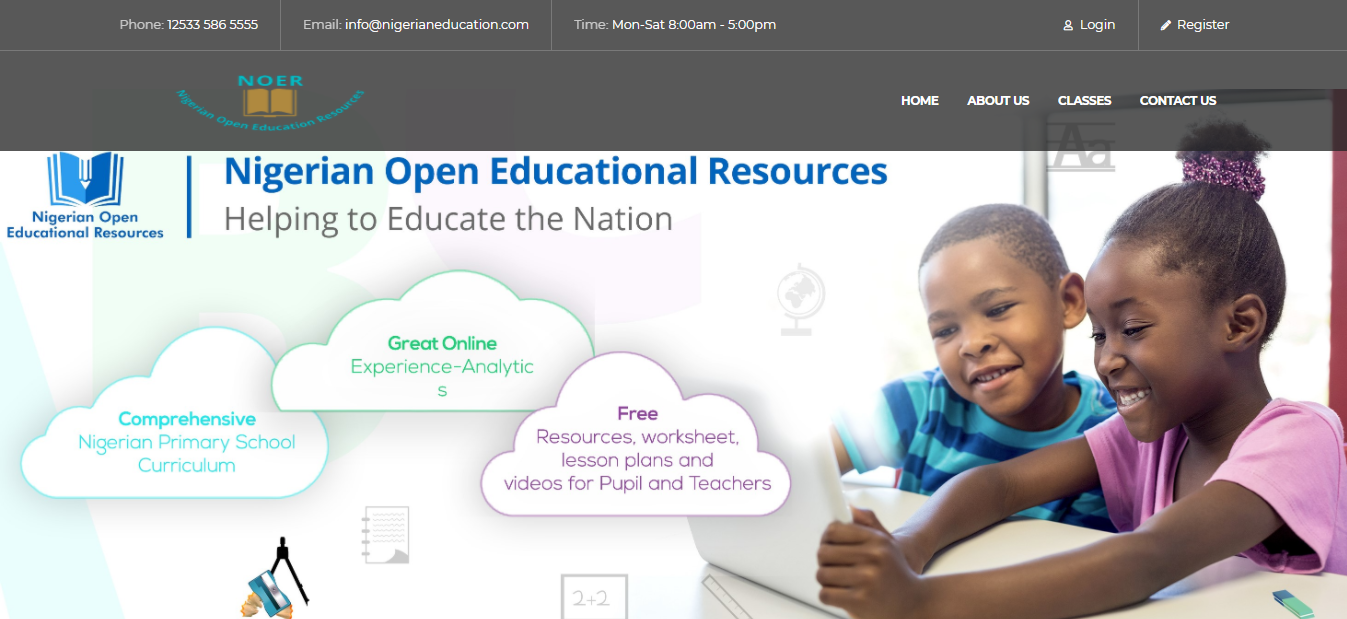 Phone: 12533 586 5555
Email: info@nigerianeducation.com
Time: Mon-Sat 8:00am - 5:00pm
Login
Register
NOER
Nigerian Open Education Resources
HOME
ABOUT US
CLASSES
CONTACT US
Aa
Nigerian Open
Educational Resources
Nigerian Open Educational Resources
Helping to Educate the Nation
Great Online
Experience-Analytic
s
Comprehensive
Nigerian Primary School
Curriculum
Free
Resources, worksheet,
lesson plans and
videos for Pupil and Teachers
2+2